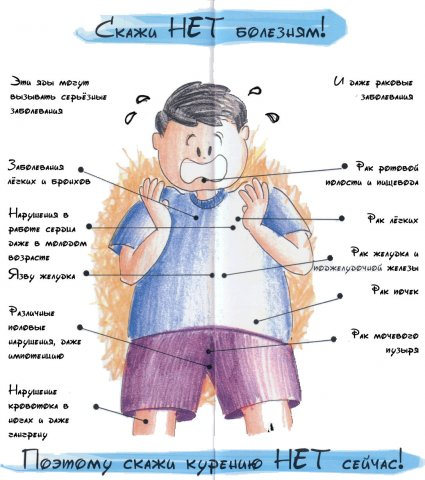 Скажи НЕТ болезням!
Эти яды могут
вызывать серьёзные
заболевания
И даже раковые
заболевания
Заболевания
лёгких и бронхов
Нарушения в
работе сердца
даже в молодом
возрасте
Язву желудка
Различные
половые
нарушения, даже
импотенцию
Нарушение
кровотока в
ногах и даже
гангрену
Рак ротовой
полости и пищевода
Рак лёгких
Рак желудка и
поджелудочной железы
Рак почек
Рак мочевого
пузыря
Поэтому скажи курению НЕТ сейчас!